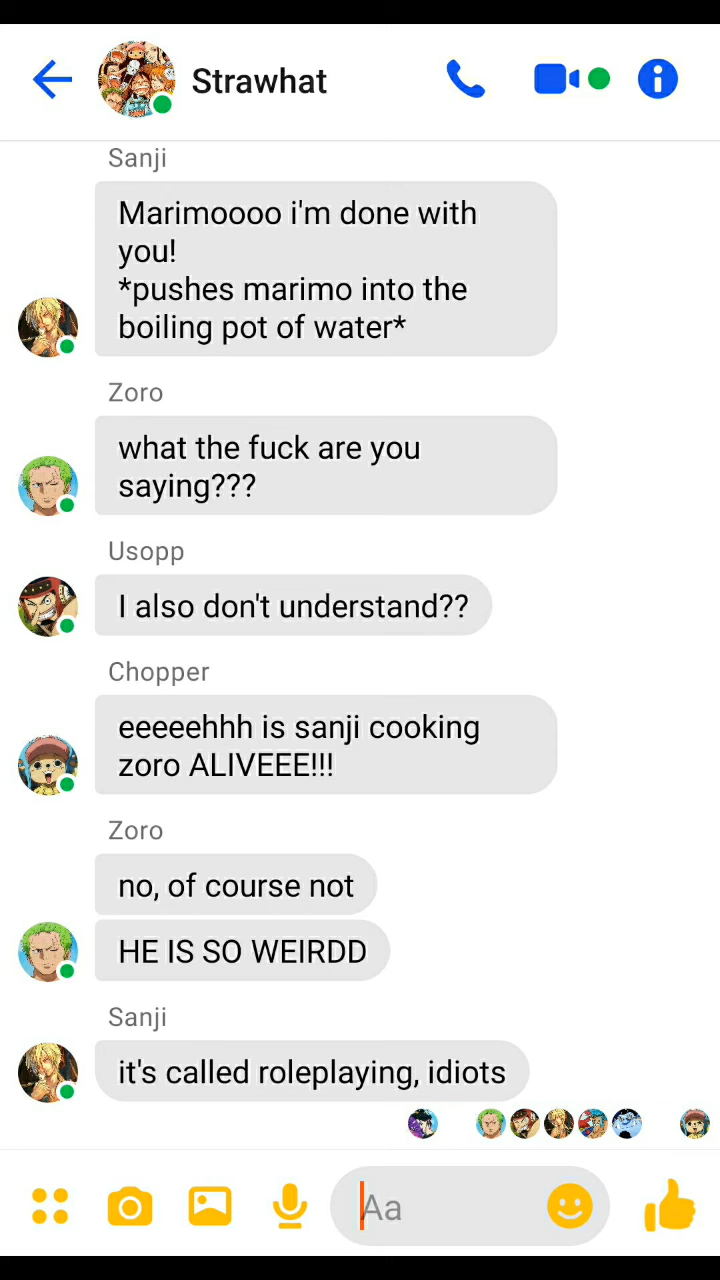 Strawhat
Sanji
Marimoooo i'm done with
you!
*pushes marimo into the
boiling pot of water*
Zoro
what the fuck are you
saying???
Usopp
I also don't understand??
Chopper
eeeeehhh is sanji cooking
zoro ALIVEEE!!!
Zoro
no, of course not
HE IS SO WEIRDD
Sanji
it's called roleplaying, idiots
Aa